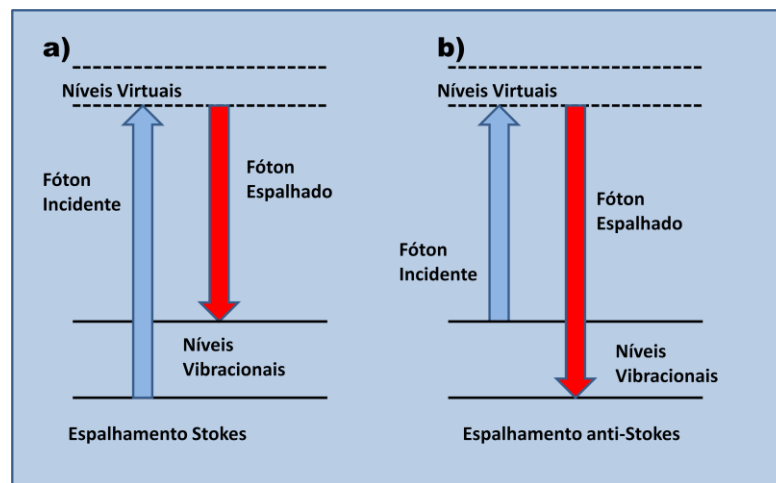 a)
Níveis Virtuais
Fóton
Incidente
Fóton
Espalhado
Níveis
Vibracionais
Espalhamento Stokes
b)
Níveis Virtuais
Fóton
Incidente
Fóton
Espalhado
Níveis
Vibracionais
Espalhamento anti-Stokes